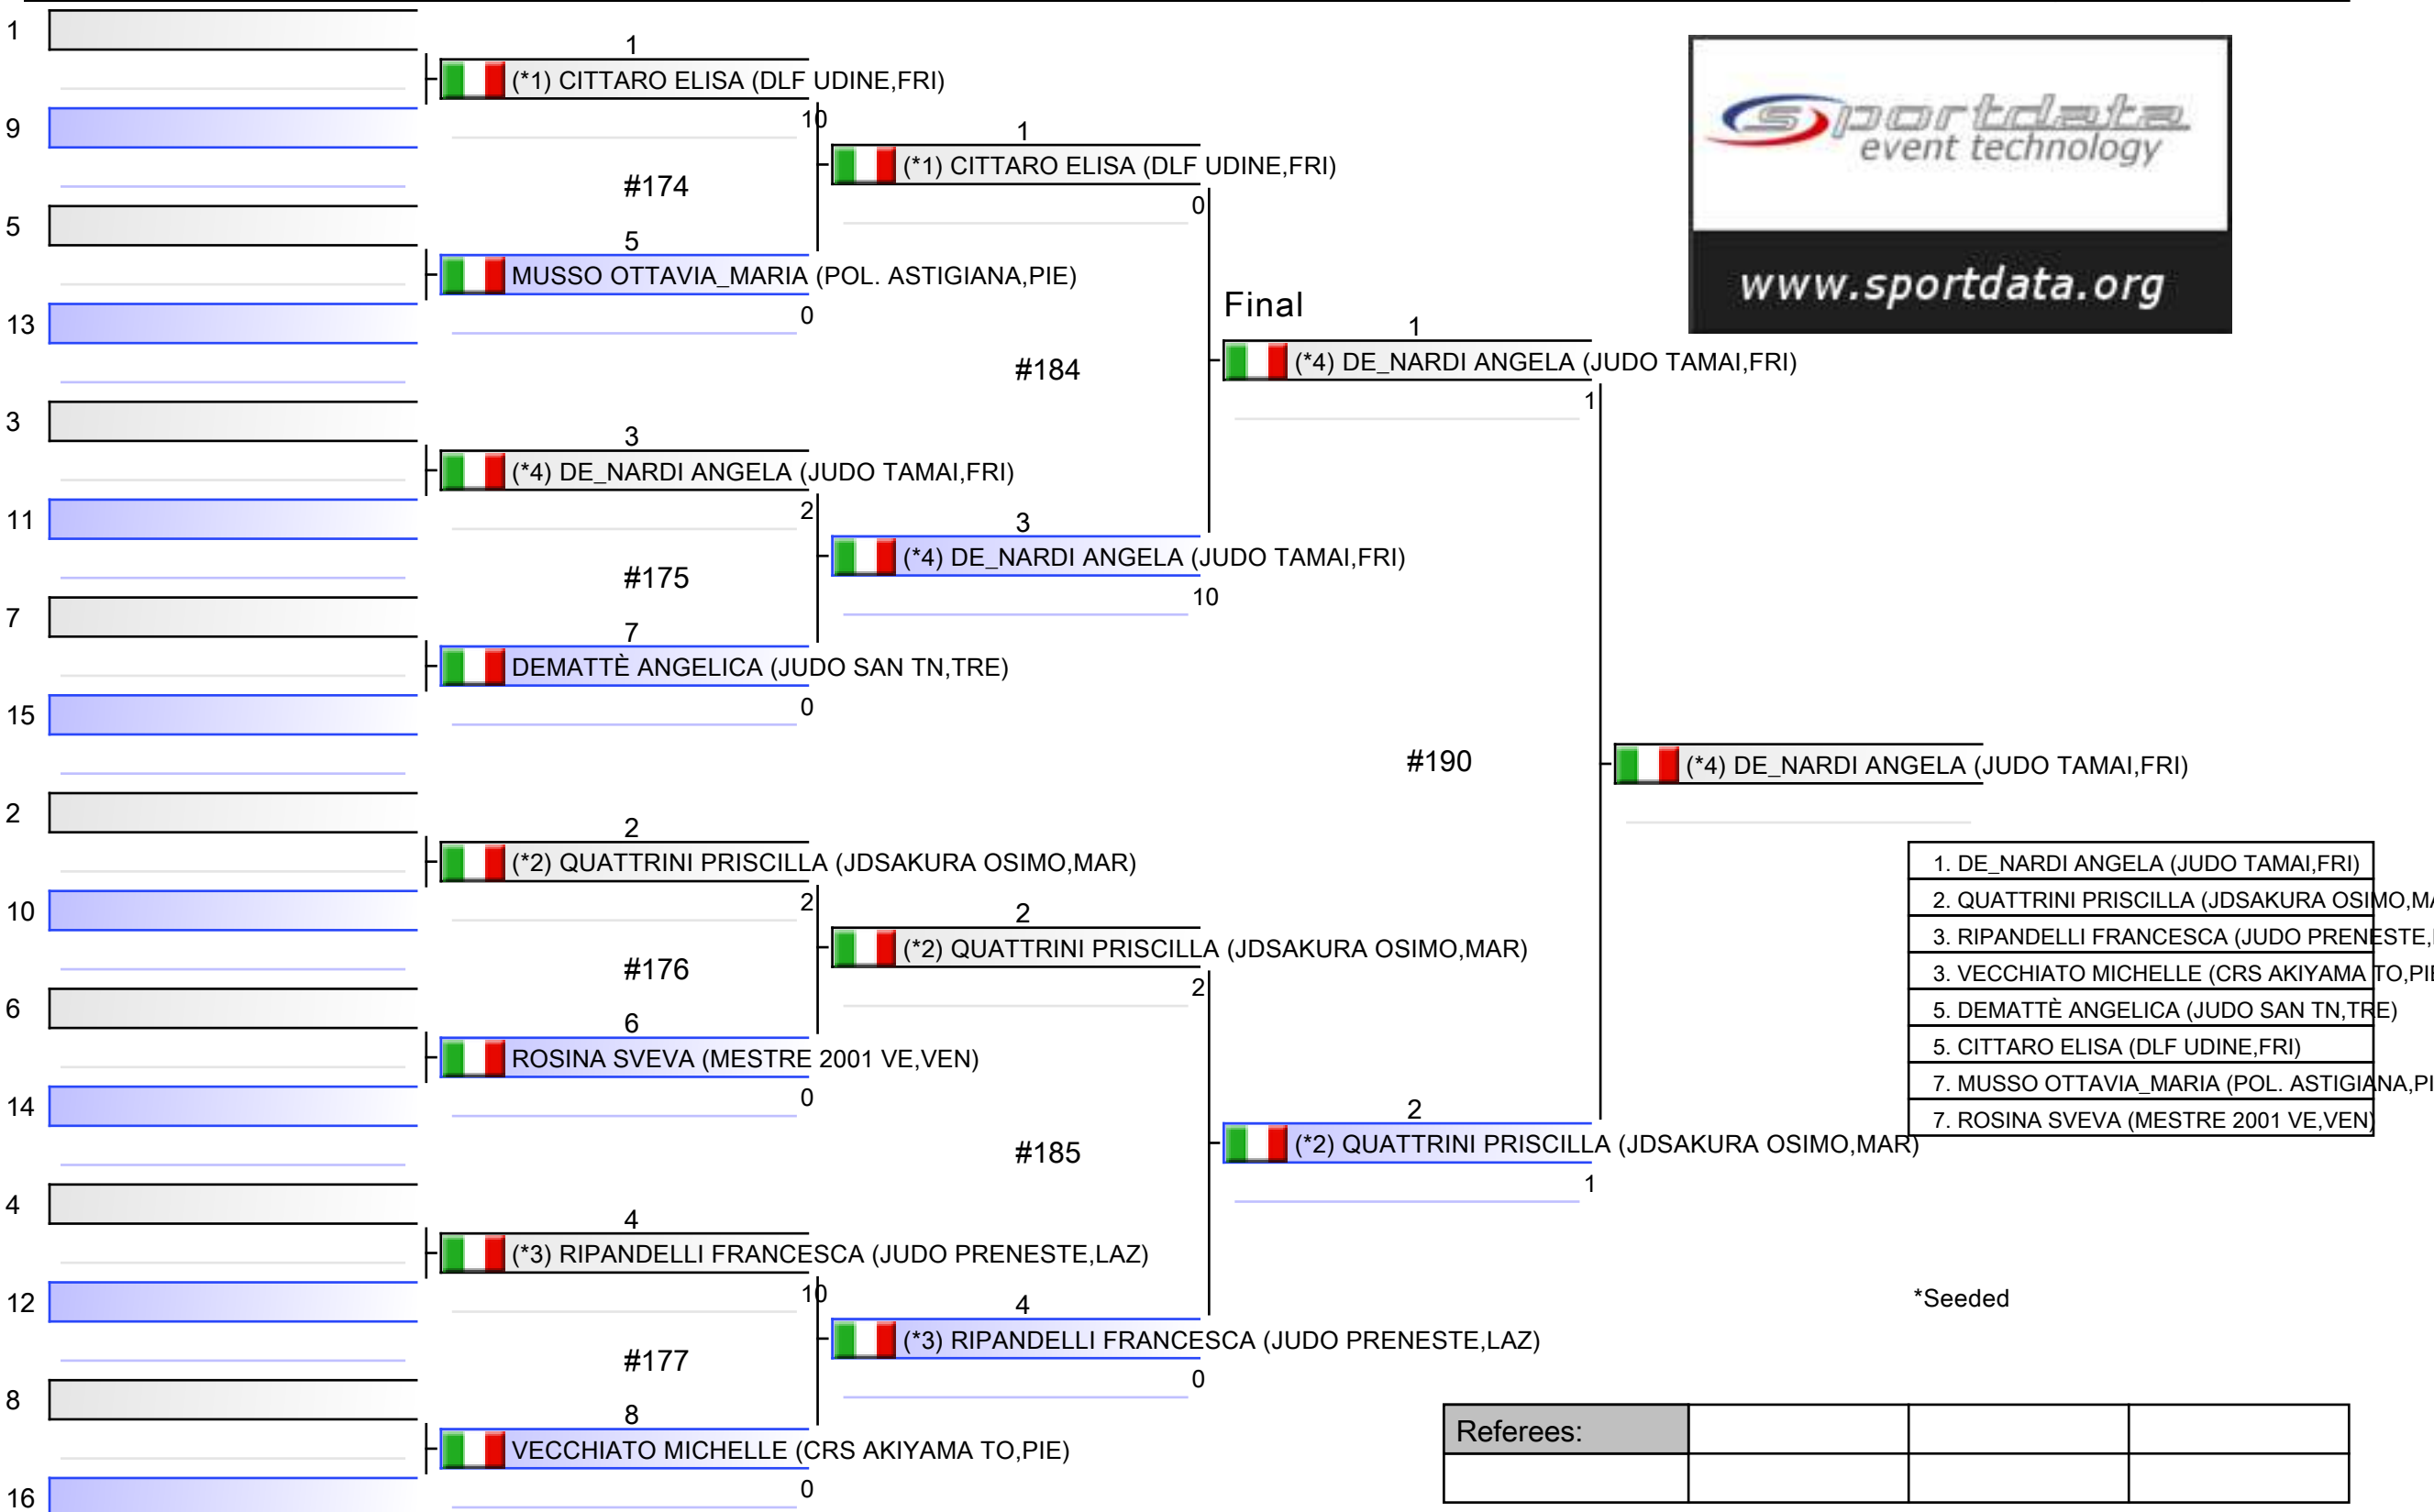 1
1
(*1) CITTARO ELISA (DLF UDINE,FRI)
9
10
1
(*1) CITTARO ELISA (DLF UDINE,FRI)
#174
0
5
5
MUSSO OTTAVIA_MARIA (POL. ASTIGIANA,PIE)
13
0
sportdata
event technology
www.sportdata.org
Final
1
#184
(*4) DE_NARDI ANGELA (JUDO TAMAI,FRI)
1
3
3
(*4) DE_NARDI ANGELA (JUDO TAMAI,FRI)
11
2
3
(*4) DE_NARDI ANGELA (JUDO TAMAI,FRI)
#175
10
7
7
DEMATTÈ ANGELICA (JUDO SAN TN,TRE)
15
0
#190
(*4) DE_NARDI ANGELA (JUDO TAMAI,FRI)
2
2
(*2) QUATTRINI PRISCILLA (JDSAKURA OSIMO,MAR)
10
2
2
(*2) QUATTRINI PRISCILLA (JDSAKURA OSIMO,MAR)
#176
2
6
6
ROSINA SVEVA (MESTRE 2001 VE,VEN)
14
0
1. DE_NARDI ANGELA (JUDO TAMAI,FRI)
2. QUATTRINI PRISCILLA (JDSAKURA OSIMO,MA
3. RIPANDELLI FRANCESCA (JUDO PRENESTE,
3. VECCHIATO MICHELLE (CRS AKIYAMA TO,PIE
5. DEMATTÈ ANGELICA (JUDO SAN TN,TRE)
5. CITTARO ELISA (DLF UDINE,FRI)
7. MUSSO OTTAVIA_MARIA (POL. ASTIGIANA,PI
7. ROSINA SVEVA (MESTRE 2001 VE,VEN)
2
#185
(*2) QUATTRINI PRISCILLA (JDSAKURA OSIMO,MAR)
1
4
4
(*3) RIPANDELLI FRANCESCA (JUDO PRENESTE,LAZ)
12
10
4
(*3) RIPANDELLI FRANCESCA (JUDO PRENESTE,LAZ)
#177
0
*Seeded
8
8
VECCHIATO MICHELLE (CRS AKIYAMA TO,PIE)
16
0
Referees: